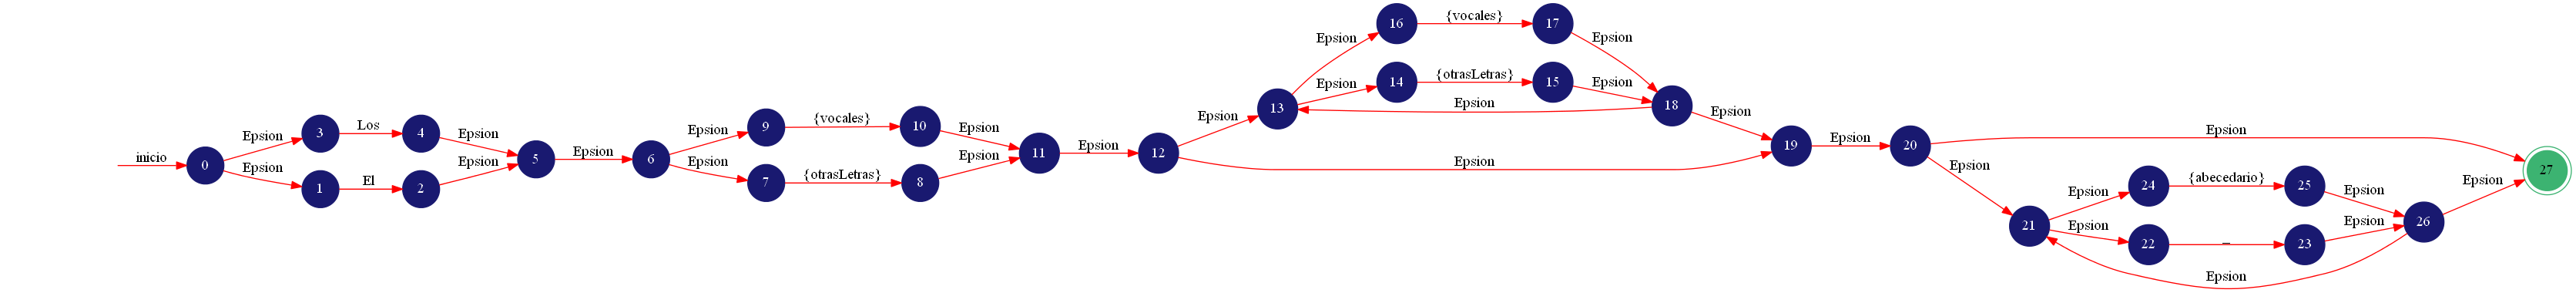 16
{vocales}
17
Epsion
Epsion
14
{otrasLetras}
15
Epsion
Epsion
13
Epsion
18
Epsion
Epsion
9
{vocales}
10
Epsion
Epsion
3
Los
4
Epsion
Epsion
inicio
0
Epsion
1
El
2
Epsion
5
Epsion
6
Epsion
7
{otrasLetras}
8
Epsion
11
Epsion
12
Epsion
19
Epsion
20
Epsion
Epsion
27
24
{abecedario}
25
Epsion
Epsion
Epsion
21
Epsion
22
_
23
Epsion
26
Epsion